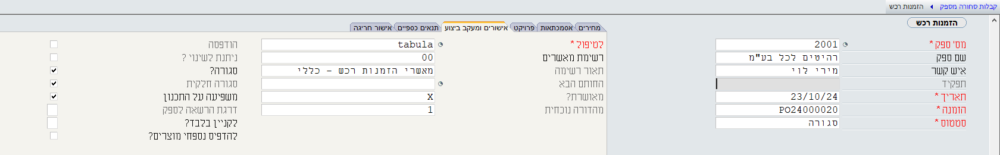 קבלות סחורה מספק הזמנות רכש
הזמנות רכש
מס' ספק * 2001
שם ספק רהיטים לכל בע"מ
איש קשר מירי לוי
תפקיד
תאריך * 23/10/24
הזמנה * PO24000020
סטטוס * סגורה
מחירים אסמכתאות פרויקט אישורים ומעקב ביצוע תנאים כספיים אישור חריגה
לטיפול * tabula
רשימת מאשרים 00
תאור רשימה מאשרי הזמנות רכש - כללי
החותם הבא
מאושרת? X
מהדורה נוכחית 1
הודפסה
ניתנת לשינוי ?
סגורה?
סגורה חלקית
משפיעה על התכנון
דרגת הרשאה לספק
לקניין בלבד?
להדפיס נספחי מוצרים?